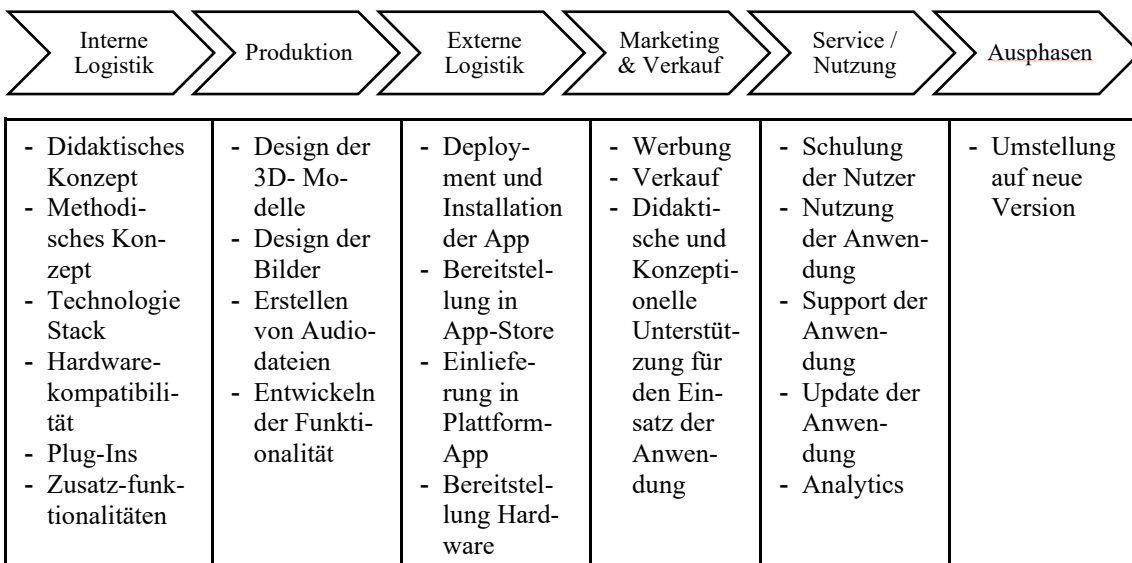 Interne
Logistik
Produktion
Externe
Logistik
Marketing
& Verkauf
Service /
Nutzung
Ausphasen
- Didaktisches
Konzept
- Methodi-
sches Kon-
zept
- Technologie
Stack
- Hardware-
kompatibili-
tät
- Plug-Ins
- Zusatz-funk-
tionalitäten
- Design der
3D- Mo-
delle
- Design der
Bilder
- Erstellen
von Audio-
dateien
- Entwickeln
der Funkti-
onalität
- Deploy-
ment und
Installation
der App
- Bereitstel-
lung in
App-Store
- Einliefe-
rung in
Plattform-
App
- Bereitstel-
lung Hard-
ware
- Werbung
- Verkauf
- Didakti-
sche und
Konzepti-
onelle
Unterstüt-
zung für
den Ein-
satz der
Anwen-
dung
- Schulung
der Nutzer
- Nutzung
der Anwen-
dung
- Support der
Anwen-
dung
- Update der
Anwen-
dung
- Analytics
- Umstellung
auf neue
Version